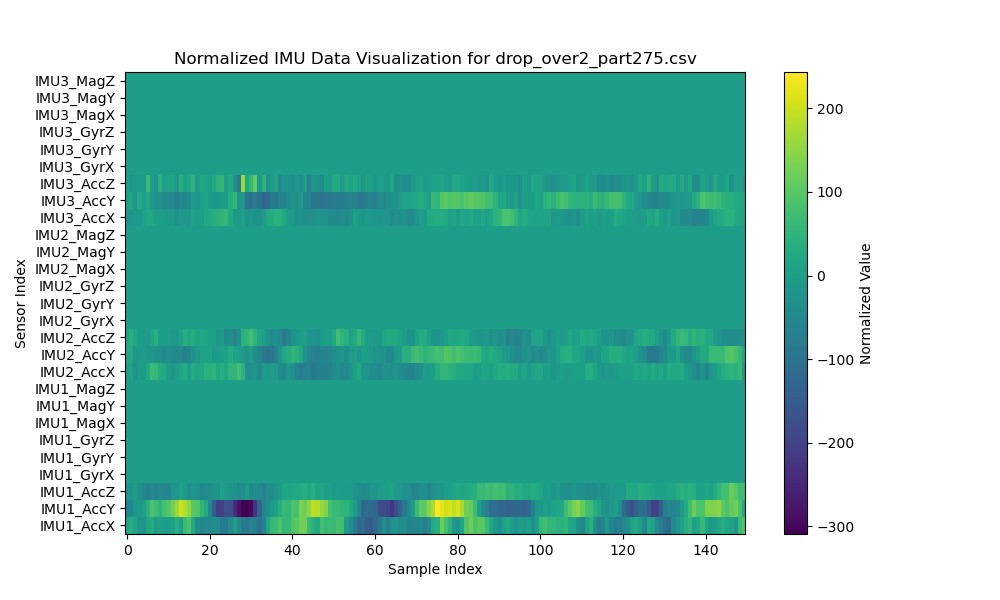 Normalized IMU Data Visualization for drop_over2_part275.csv
IMU3_MagZ
IMU3_MagY
IMU3_MagX
IMU3_GyrZ
IMU3_GyrY
IMU3_GyrX
IMU3_AccZ
IMU3_AccY
IMU3_AccX
IMU2_MagZ
IMU2_MagY
IMU2_MagX
IMU2_GyrZ
IMU2_GyrY
IMU2_GyrX
IMU2_AccZ
IMU2_AccY
IMU2_AccX
IMU1_MagZ
IMU1_MagY
IMU1_MagX
IMU1_GyrZ
IMU1_GyrY
IMU1_GyrX
IMU1_AccZ
IMU1_AccY
IMU1_AccX
Sensor Index
0 20 40 60 80 100 120 140
Sample Index
200
100
0
−100
−200
−300
Normalized Value